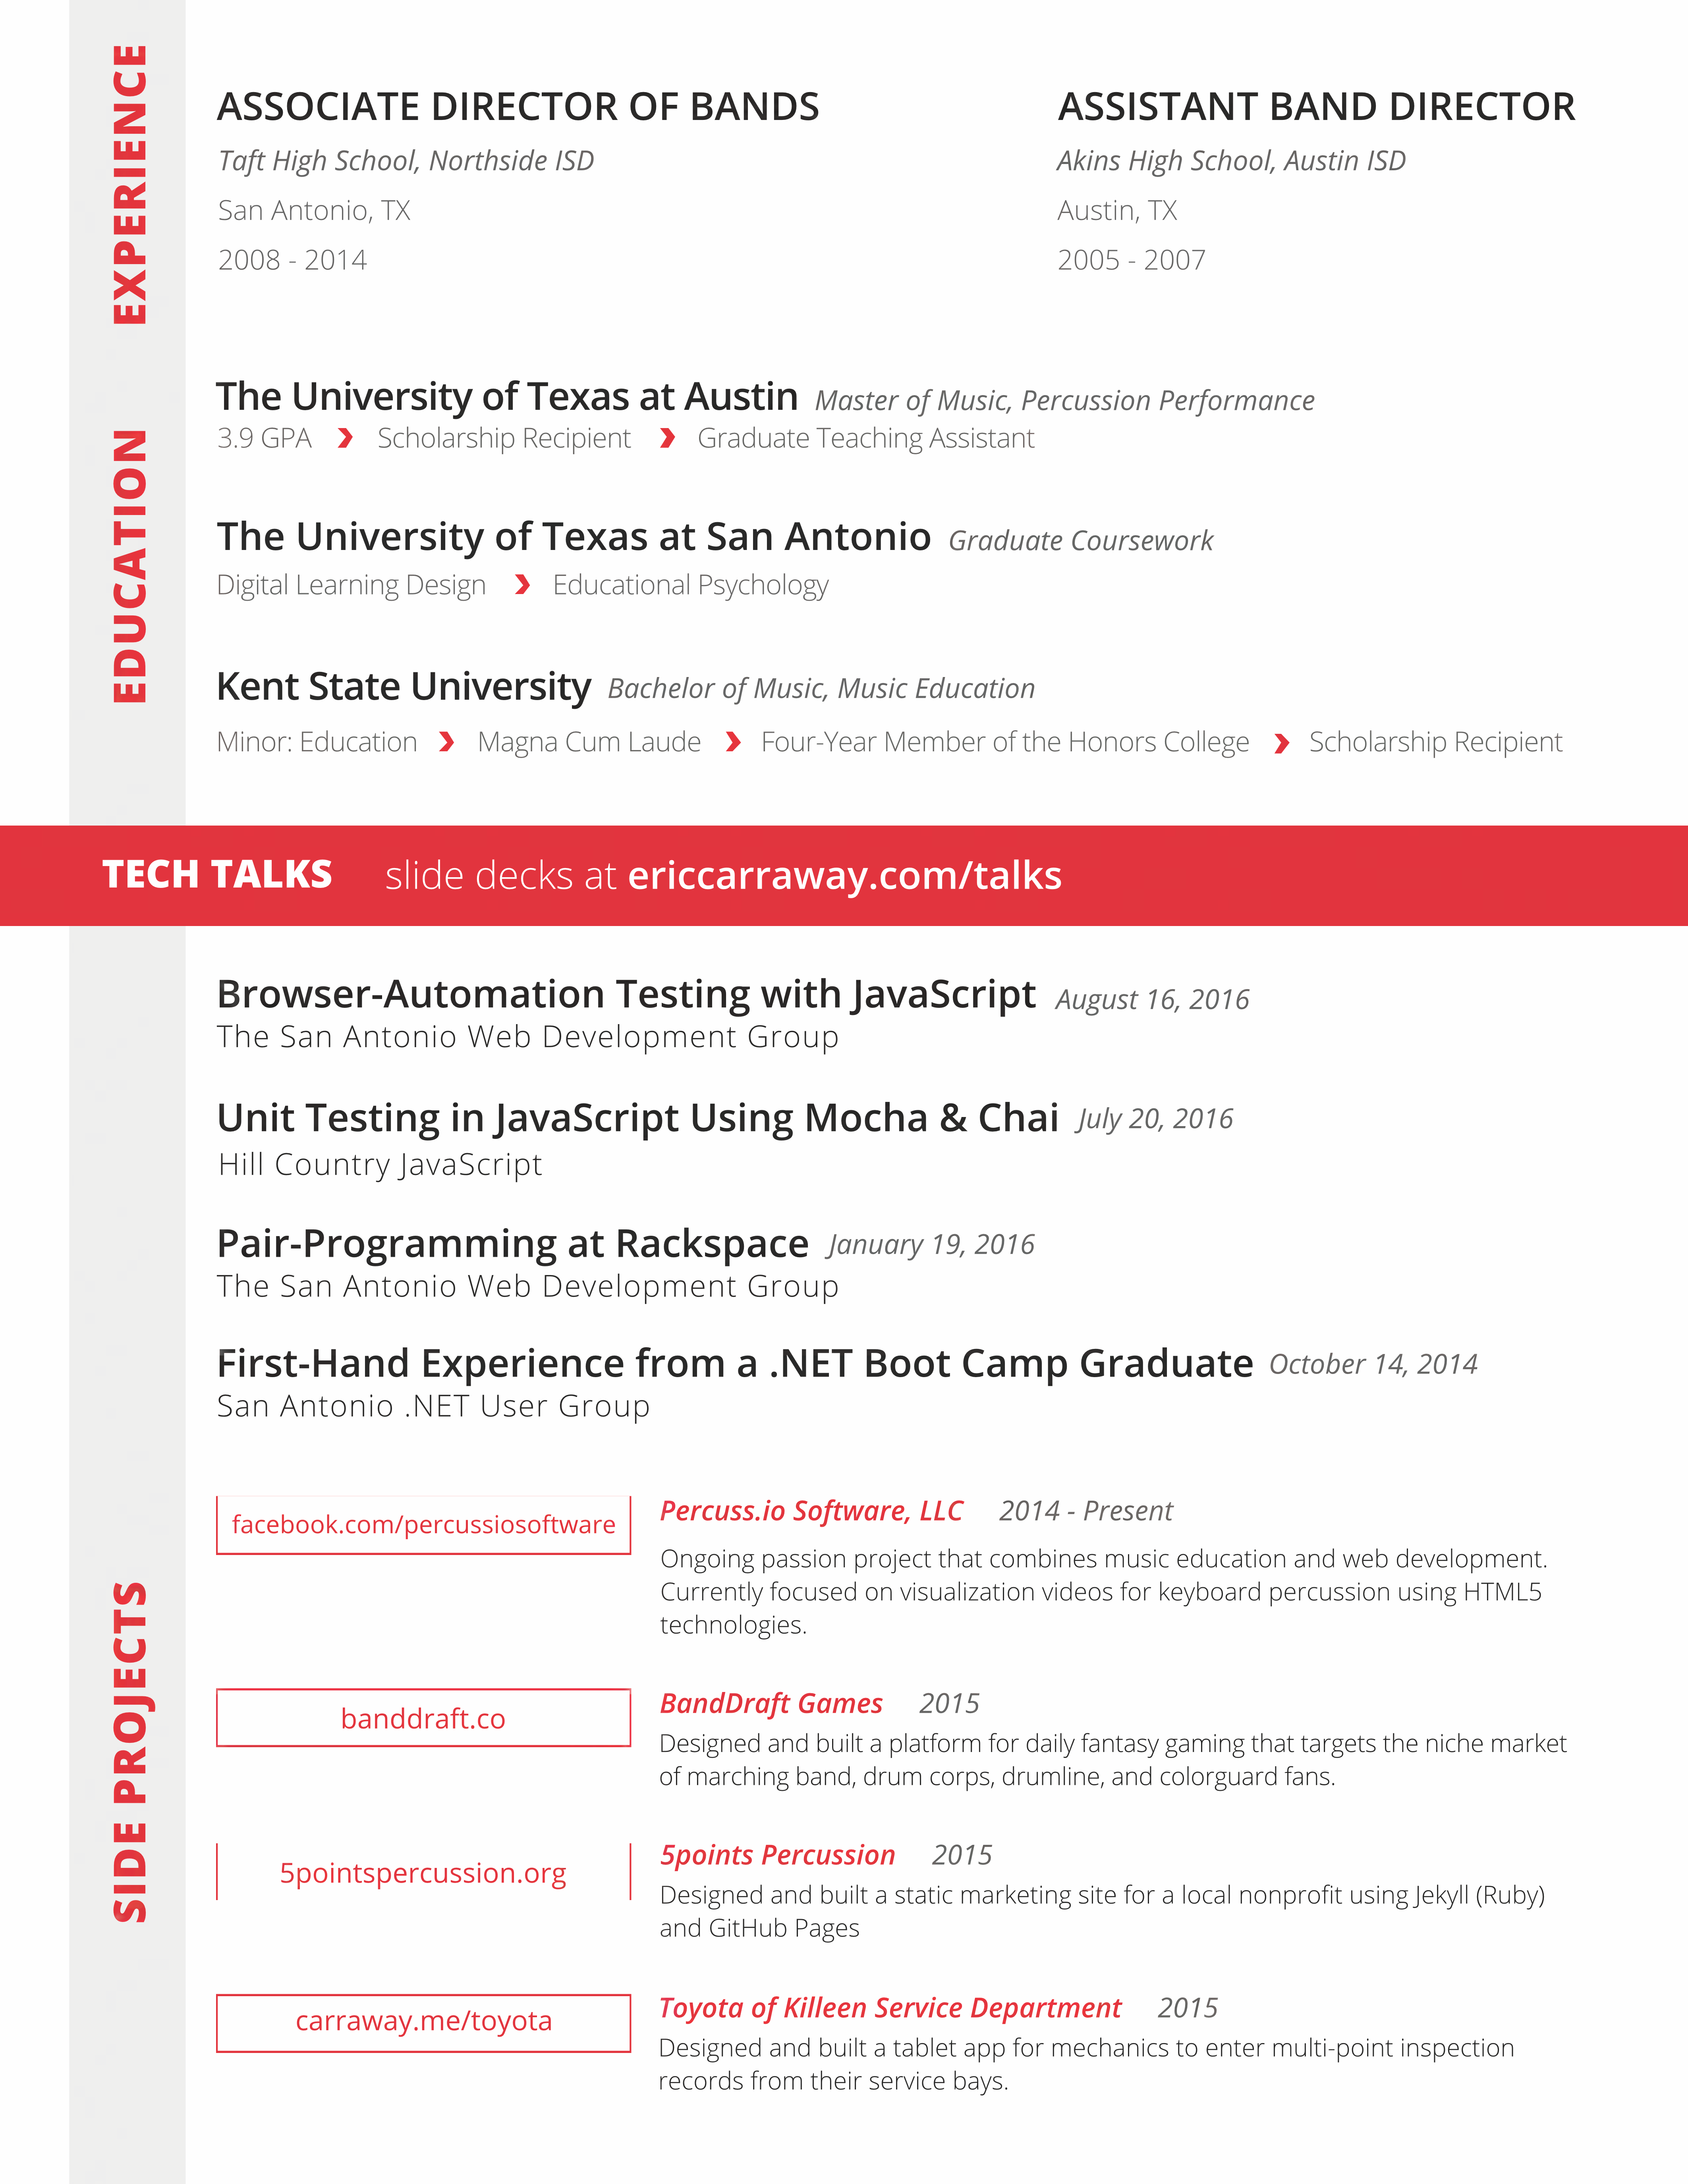 EXPERIENCE
ASSOCIATE DIRECTOR OF BANDS
Taft High School, Northside ISD
San Antonio, TX
2008 - 2014
ASSISTANT BAND DIRECTOR
Akins High School, Austin ISD
Austin, TX
2005 - 2007
EDUCATION
The University of Texas at Austin Master of Music, Percussion Performance
3.9 GPA › Scholarship Recipient › Graduate Teaching Assistant
The University of Texas at San Antonio Graduate Coursework
Digital Learning Design › Educational Psychology
Kent State University Bachelor of Music, Music Education
Minor: Education › Magna Cum Laude › Four-Year Member of the Honors College › Scholarship Recipient
TECH TALKS slide decks at ericcarraway.com/talks
Browser-Automation Testing with JavaScript August 16, 2016
The San Antonio Web Development Group
Unit Testing in JavaScript Using Mocha & Chai July 20, 2016
Hill Country JavaScript
Pair-Programming at Rackspace January 19, 2016
The San Antonio Web Development Group
First-Hand Experience from a .NET Boot Camp Graduate October 14, 2014
San Antonio .NET User Group
SIDE PROJECTS
facebook.com/percussiosoftware
Percuss.io Software, LLC 2014 - Present
Ongoing passion project that combines music education and web development.
Currently focused on visualization videos for keyboard percussion using HTML5
technologies.
banddraft.co
BandDraft Games 2015
Designed and built a platform for daily fantasy gaming that targets the niche market
of marching band, drum corps, drumline, and colorguard fans.
5pointspercussion.org
5points Percussion 2015
Designed and built a static marketing site for a local nonprofit using Jekyll (Ruby)
and GitHub Pages
carraway.me/toyota
Toyota of Killeen Service Department 2015
Designed and built a tablet app for mechanics to enter multi-point inspection
records from their service bays.